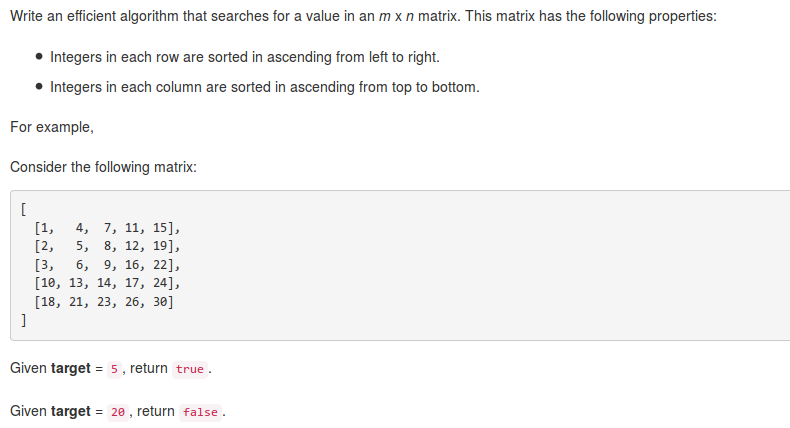 Write an efficient algorithm that searches for a value in an m x n matrix. This matrix has the following properties:
● Integers in each row are sorted in ascending from left to right.
● Integers in each column are sorted in ascending from top to bottom.
For example,
Consider the following matrix:
[
  [1,   4,  7, 11, 15],
  [2,   5,  8, 12, 19],
  [3,   6,  9, 16, 22],
  [10, 13, 14, 17, 24],
  [18, 21, 23, 26, 30]
]
Given target = 5, return true.
Given target = 20, return false.